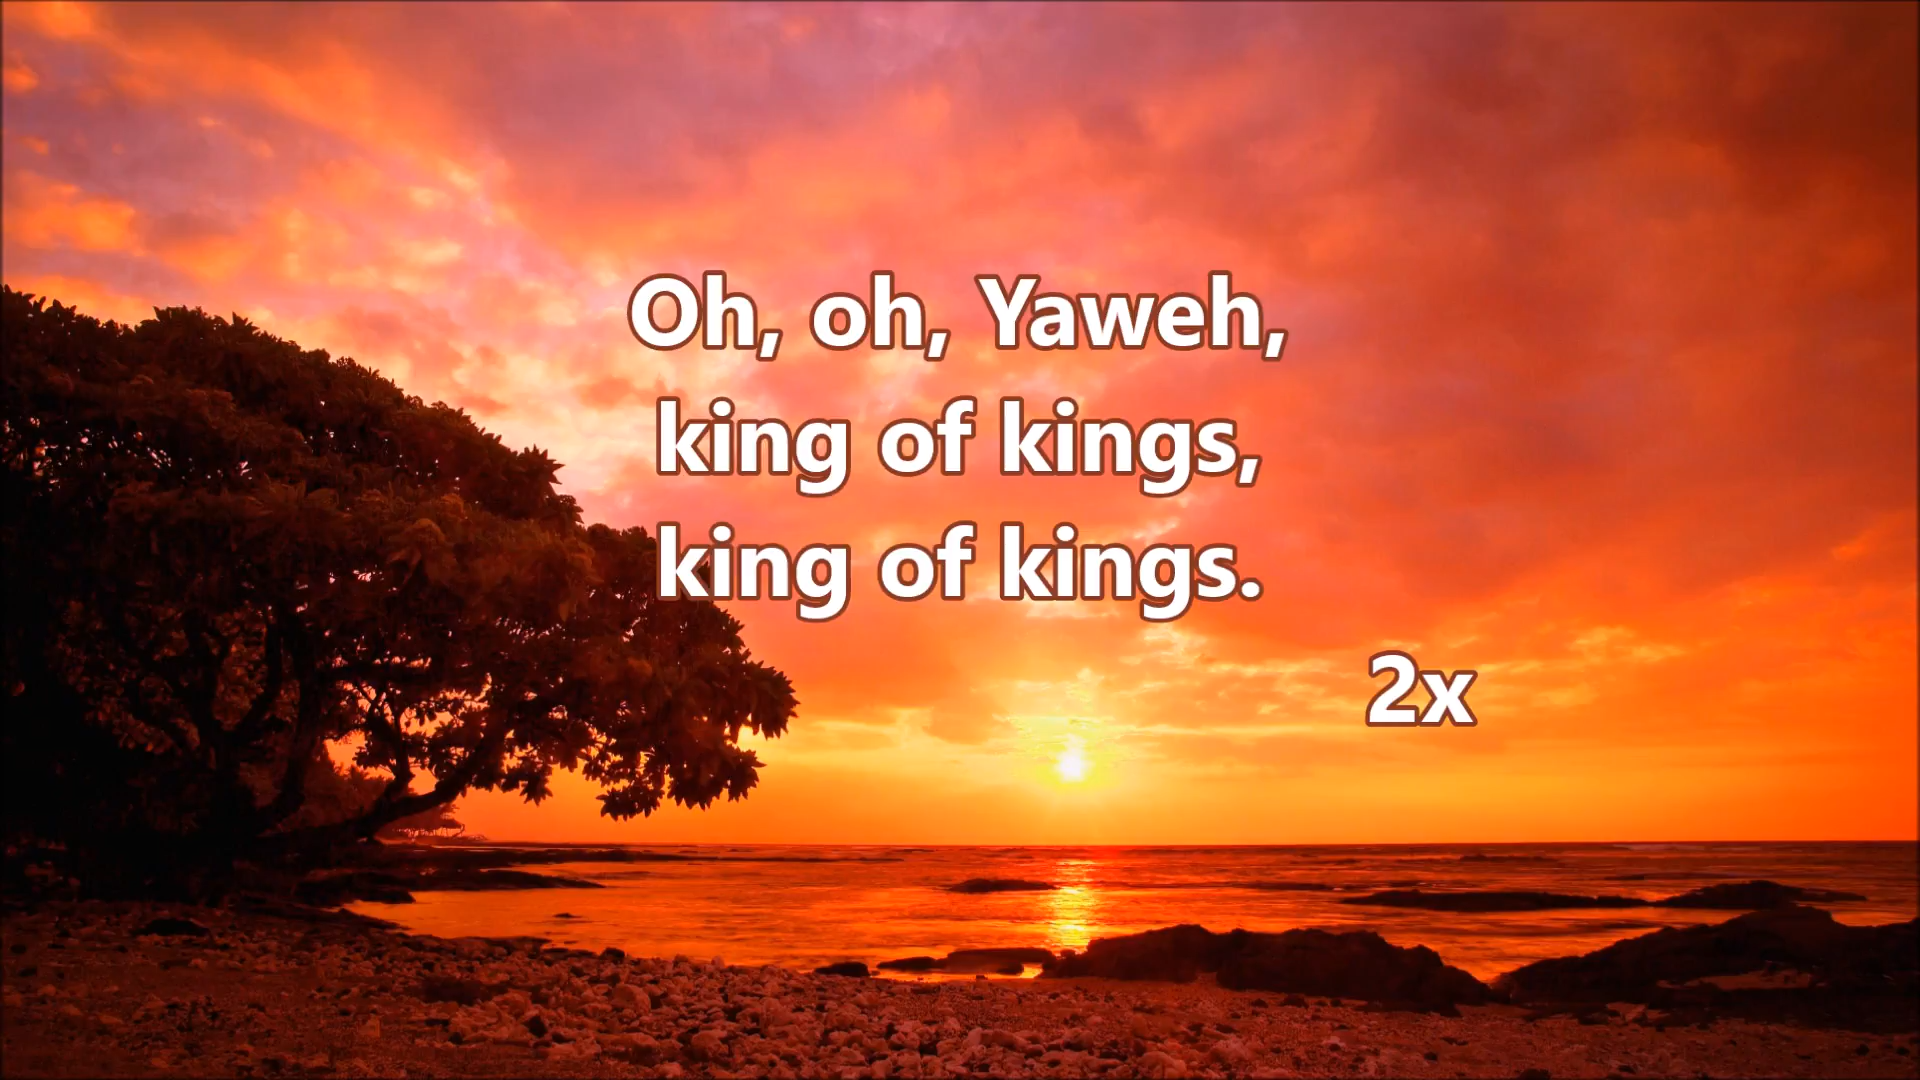 Oh, oh, Yaweh,
king of kings,
king of kings.
2x